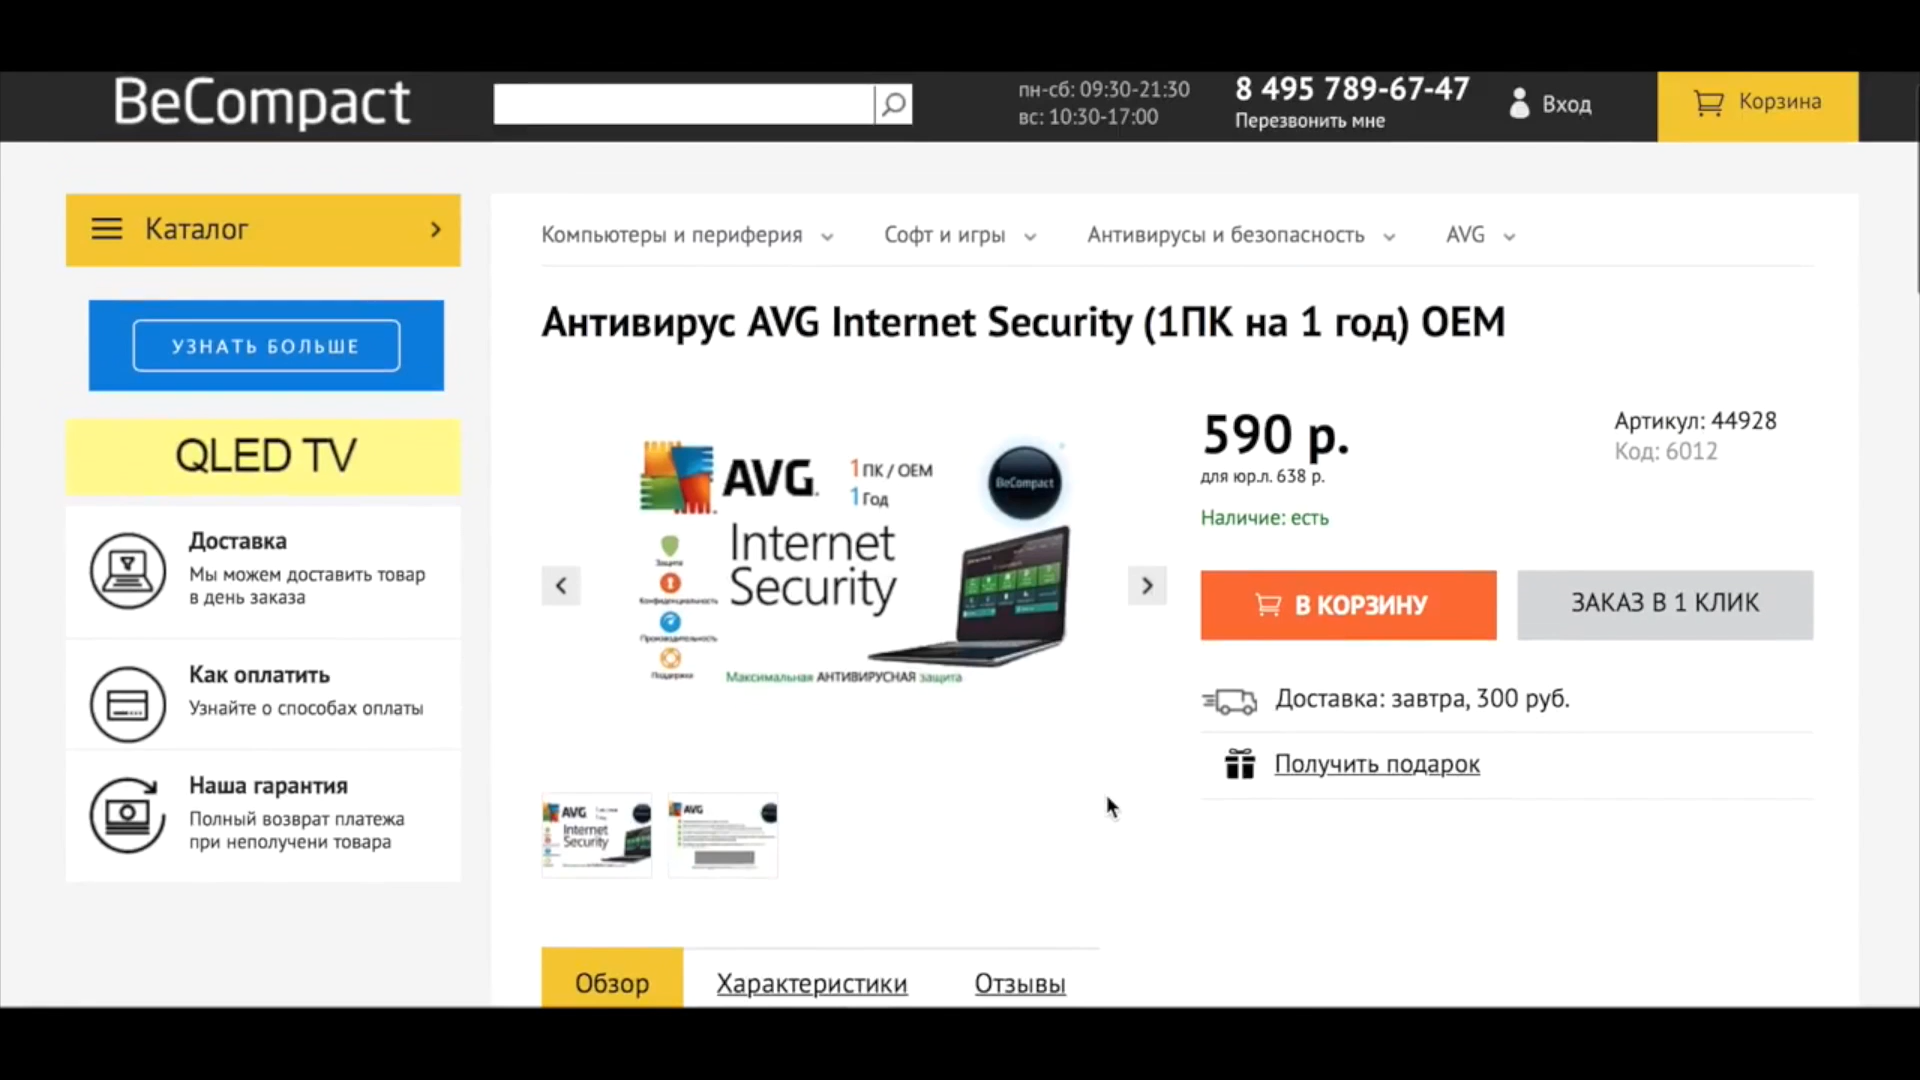 BeCompact
пн-сб: 09:30-21:30
вс: 10:30-17:00
8 495 789-67-47
Перезвонить мне
Вход
Корзина
Каталог
УЗНАТЬ БОЛЬШЕ
QLED TV
Доставка
Мы можем доставить товар
в день заказа
Как оплатить
Узнайте о способах оплаты
Наша гарантия
Полный возврат платежа
при неполучени товара
Компьютеры и периферия
Софт и игры
Антивирусы и безопасность
AVG
Антивирус AVG Internet Security (1ПК на 1 год) OEM
AVG
1 ПК / OEM
1 Год
BeCompact
Internet
Security
Защита
Конфиденциальность
Производительность
Поддержка
Максимальная АНТИВИРУСНАЯ защита
590 р.
для юр.л. 638 р.
Наличие: есть
Артикул: 44928
Код: 6012
В КОРЗИНУ
ЗАКАЗ В 1 КЛИК
Доставка: завтра, 300 руб.
Получить подарок
AVG
Internet
Security
AVG
Обзор
Характеристики
Отзывы